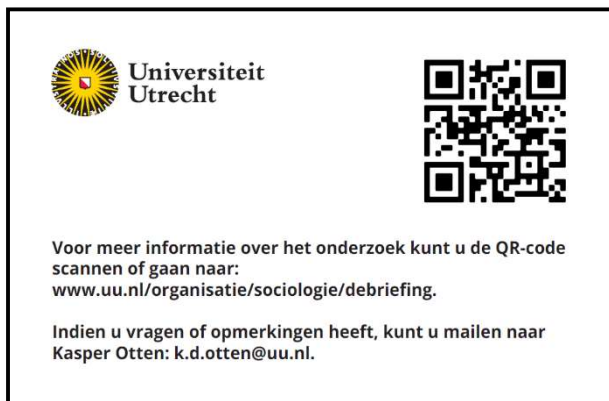 Universiteit
Utrecht
Voor meer informatie over het onderzoek kunt u de QR-code
scannen of gaan naar:
www.uu.nl/organisatie/sociologie/debriefing.
Indien u vragen of opmerkingen heeft, kunt u mailen naar
Kasper Otten: k.d.otten@uu.nl.